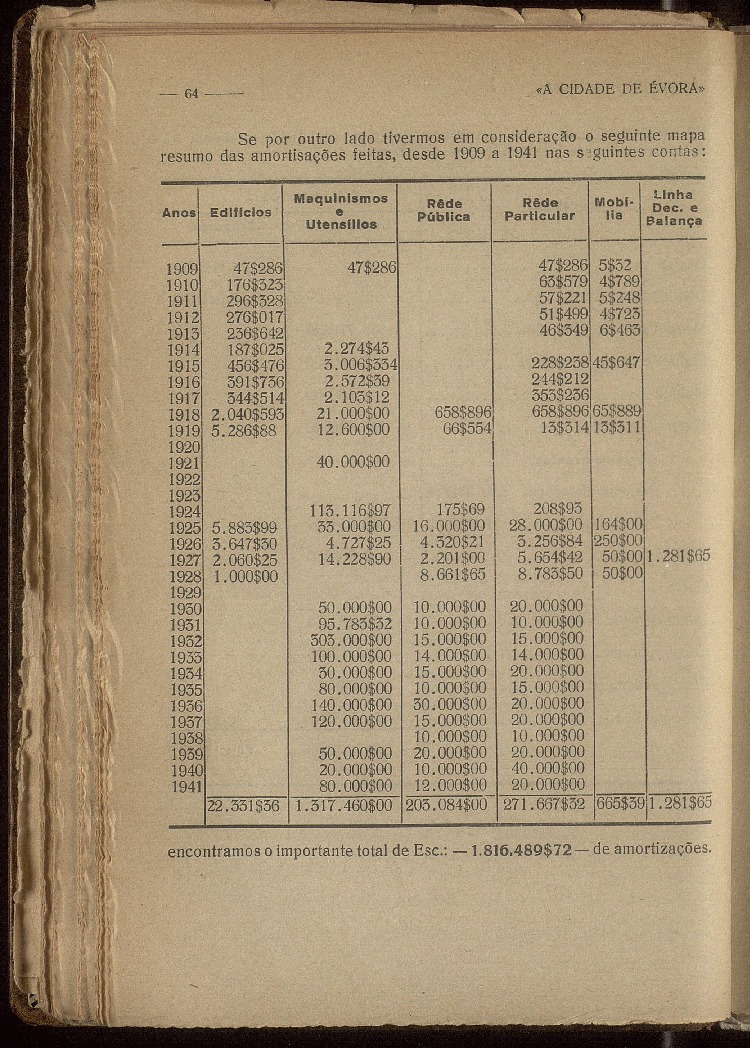 — 64 —
«A CIDADE DE ÉVORA»
Se por outro lado tivermos em consideração o seguinte mapa
resumo das amortisações feitas, desde 1909 a 1941 nas seguintes contas:
Anos Edifícios Maquinismos e Utensílios Rêde Pública Rêde Particular Mobí-lia Linha Dec. e Balança
1909 47$286 47$286 47$286 5$32
1910 176$323 63$579 4$789
1911 296$328 57$221 5$248
1912 276$017 51$499 4$723
1913 236$642 46$349 6$463
1914 187$025 2.274$43
1915 456$476 3.006$334 228$238 45$647
1916 391$736 2.572$39 244$212
1917 344$514 2.103$12 353$236
1918 2.040$593 21.000$00 658$896 658$896 65$889
1919 5.286$88 12.600$00 66$554 13$314 13$311
1920
1921 40.000$00
1922
1923
1924 113.116$97 175$69 208$93
1925 5.883$99 33.000$00 16.000$00 28.000$00 164$00
1926 3.647$30 4.727$25 4.320$21 3.256$84 250$00
1927 2.060$25 14.228$90 2.201$00 5.654$42 50$00 1.281$65
1928 1.000$00 8.661$65 8.783$50 50$00
1929
1930 50.000$00 10.000$00 20.000$00
1931 95.783$32 10.000$00 10.000$00
1932 303.000$00 15.000$00 15.000$00
1933 100.000$00 14.000$00 14.000$00
1934 30.000$00 15.000$00 20.000$00
1935 80.000$00 10.000$00 15.000$00
1936 140.000$00 30.000$00 20.000$00
1937 120.000$00 15.000$00 20.000$00
1938 10.000$00 10.000$00
1939 50.000$00 20.000$00 20.000$00
1940 20.000$00 10.000$00 40.000$00
1941 80.000$00 12.000$00 20.000$00
22.331$36 1.317.460$00 203.084$00 271.667$32 665$39 1.281$65
encontramos o importante total de Esc.: — 1.816.489$72 — de amortizações.